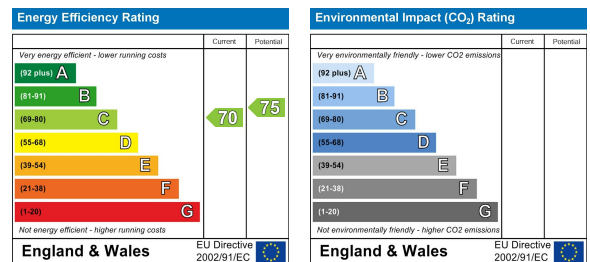 Energy Efficiency Rating
Current Potential
Very energy efficient - lower running costs
(92 plus) A
(81-91) B
(69-80) C
(55-68) D
(39-54) E
(21-38) F
(1-20) G
70
75
Not energy efficient - higher running costs
England & Wales
EU Directive
2002/91/EC
Environmental Impact (CO₂) Rating
Current Potential
Very environmentally friendly - lower CO2 emissions
(92 plus) A
(81-91) B
(69-80) C
(55-68) D
(39-54) E
(21-38) F
(1-20) G
Not environmentally friendly - higher CO2 emissions
England & Wales
EU Directive
2002/91/EC